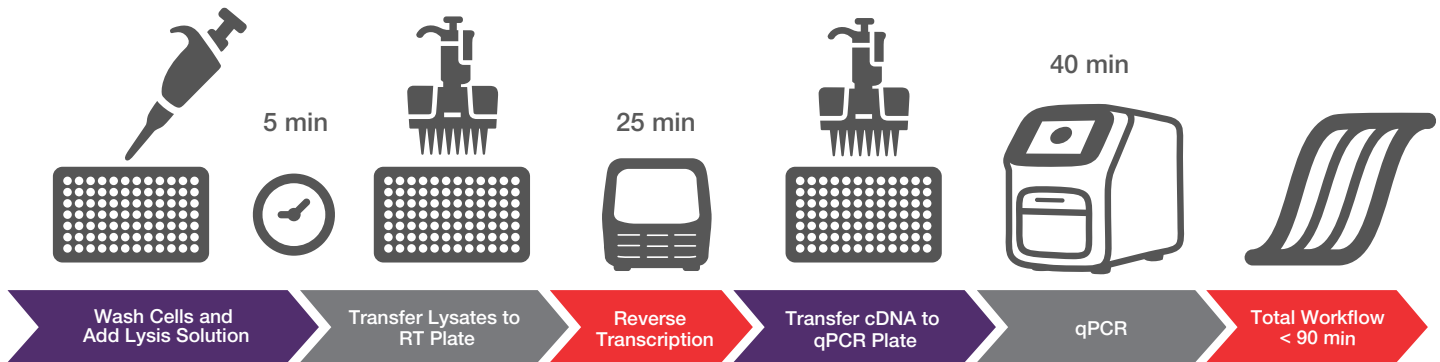 5 min
25 min
40 min
Wash Cells and
Add Lysis Solution
Transfer Lysates to
RT Plate
Reverse
Transcription
Transfer cDNA to
qPCR Plate
qPCR
Total Workflow
< 90 min